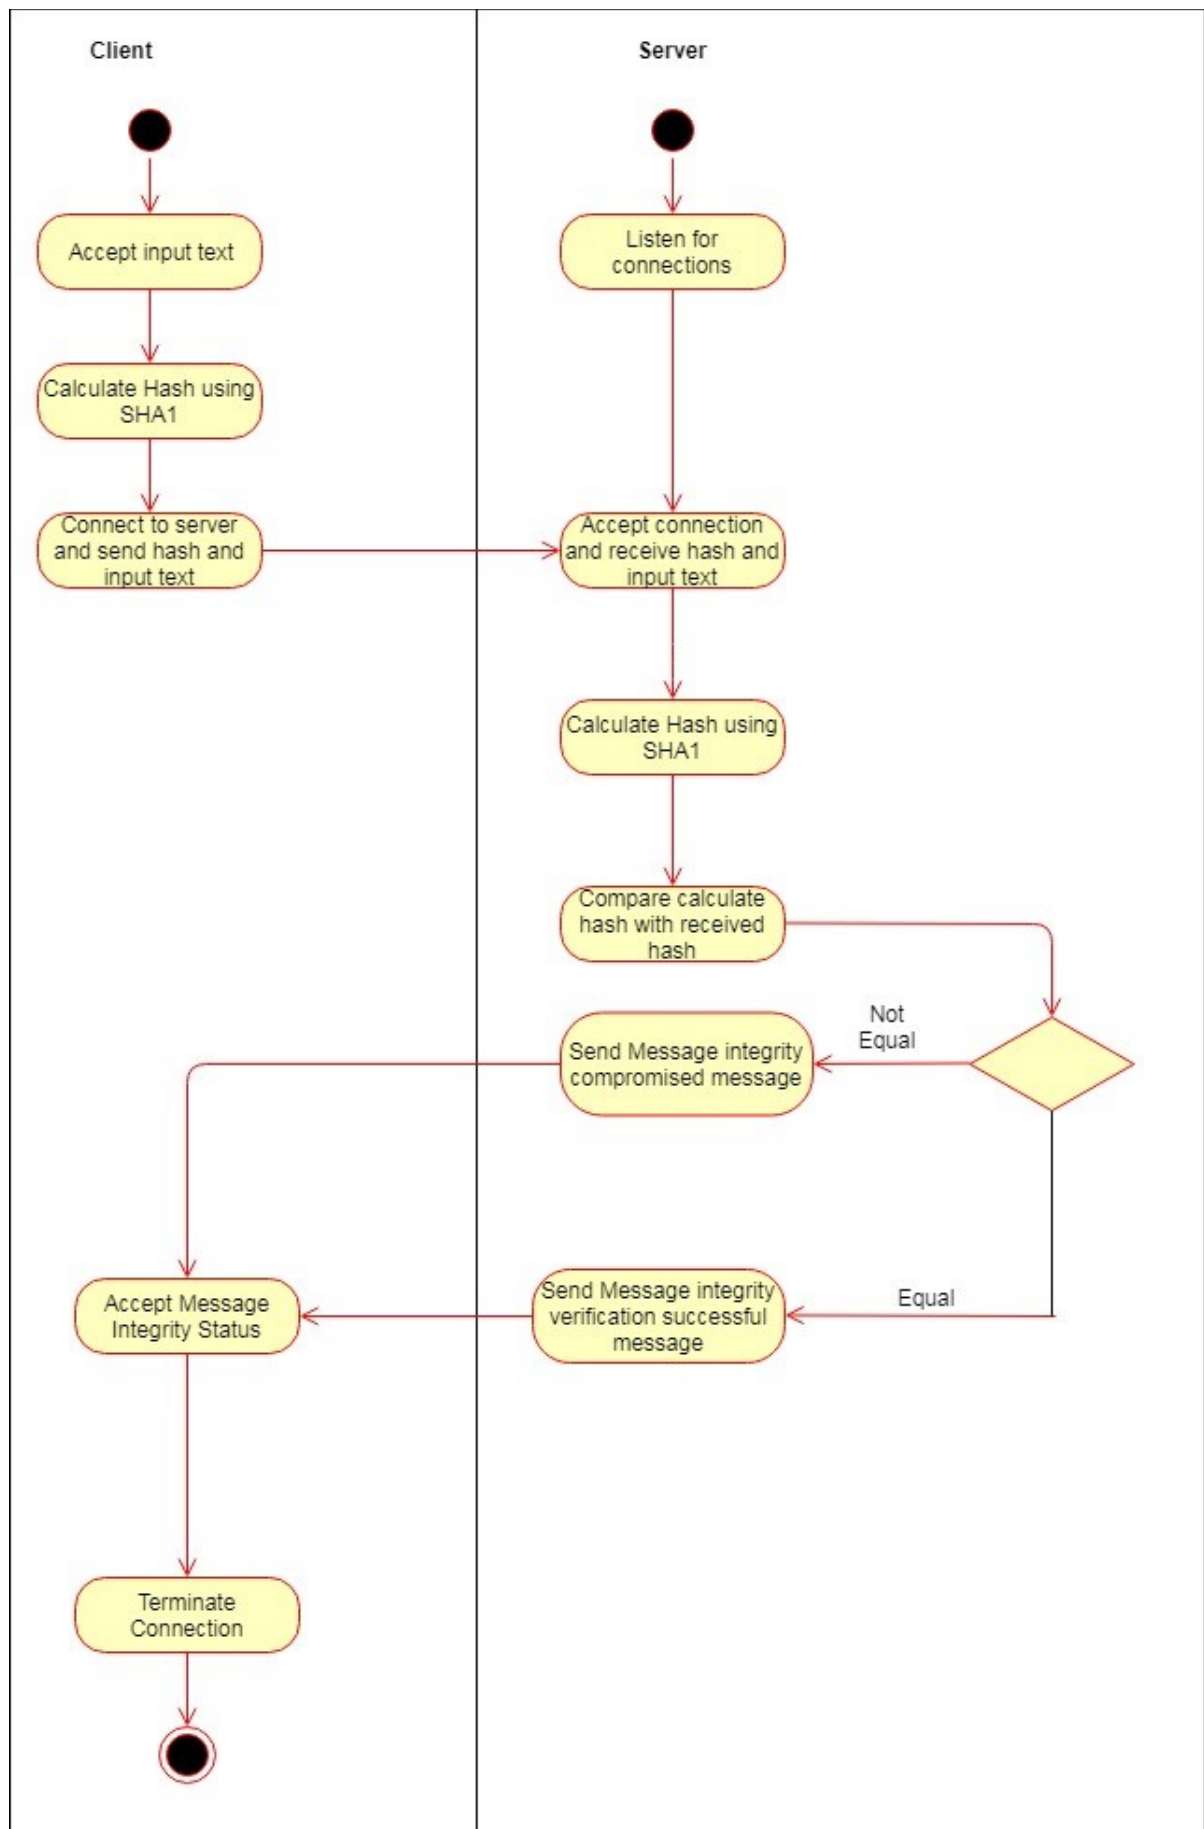 Client
Server
Accept input text
Listen for
connections
Calculate Hash using
SHA1
Connect to server
and send hash and
input text
Accept connection
and receive hash and
input text
Calculate Hash using
SHA1
Compare calculate
hash with received
hash
Not
Equal
Send Message integrity
compromised message
Accept Message
Integrity Status
Send Message integrity
verification successful
message
Equal
Terminate
Connection